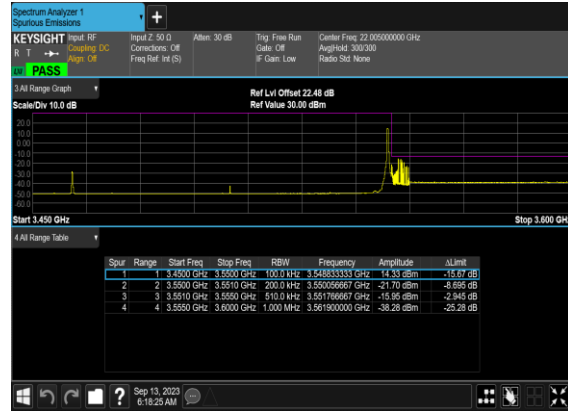 Spectrum Analyzer 1
Spurious Emissions
KEYSIGHT Input: RF Input Z: 50 Ω Atten: 30 dB Trig: Free Run Center Freq: 22.005000000 GHz
R T Coupling: DC Corrections: Off Gate: Off Avg|Hold: 300/300
Align: Off Freq Ref: Int (S) IF Gain: Low Radio Std: None
PASS
3 All Range Graph
Ref Lvl Offset 22.48 dB
Scale/Div 10.0 dB Ref Value 30.00 dBm
20.0
10.0
0.00
-10.0
-20.0
-30.0
-40.0
-50.0
-60.0
Start 3.450 GHz Stop 3.600 GHz
4 All Range Table
Spur Range Start Freq Stop Freq RBW Frequency Amplitude ΔLimit
1 1 3.4500 GHz 3.5500 GHz 100.0 kHz 3.548833333 GHz 14.33 dBm -15.67 dB
2 2 3.5500 GHz 3.5510 GHz 200.0 kHz 3.550056667 GHz -21.70 dBm -8.695 dB
3 3 3.5510 GHz 3.5550 GHz 510.0 kHz 3.551766667 GHz -15.95 dBm -2.945 dB
4 4 3.5550 GHz 3.6000 GHz 1.000 MHz 3.561900000 GHz -38.28 dBm -25.28 dB
? Sep 13, 2023
6:18:25 AM